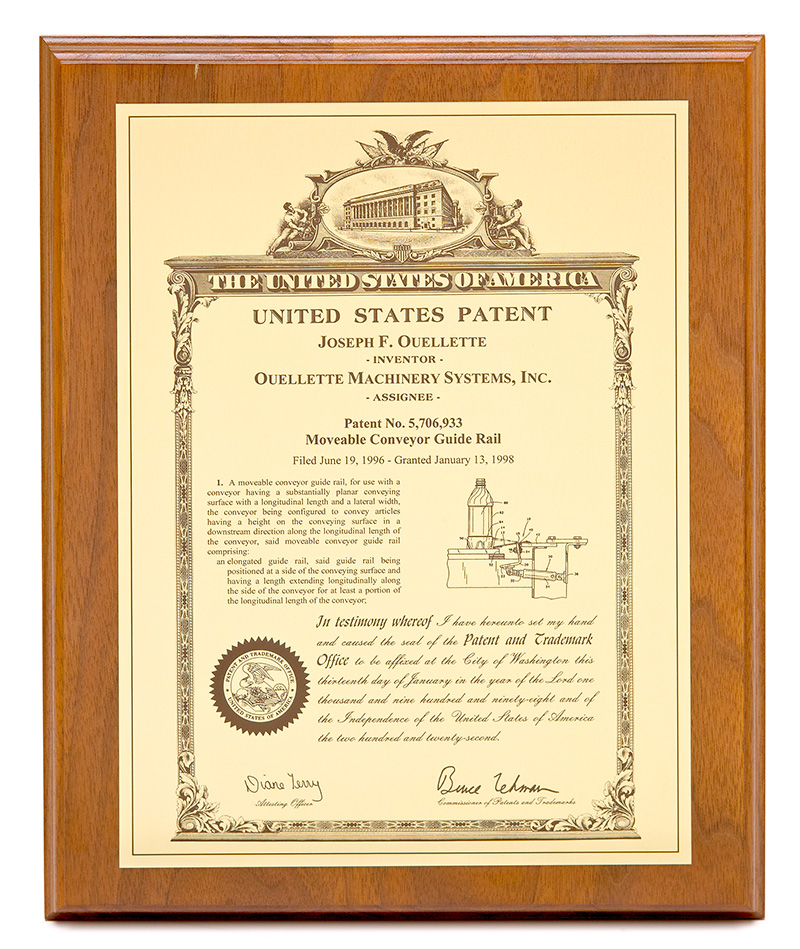 THE UNITED STATES OF AMERICA
UNITED STATES PATENT
JOSEPH F. OUELLETTE
- INVENTOR -
OUELLETTE MACHINERY SYSTEMS, INC.
- ASSIGNEE -
Patent No. 5,706,933
Moveable Conveyor Guide Rail
Filed June 19, 1996 - Granted January 13, 1998
1. A moveable conveyor guide rail, for use with a
conveyor having a substantially planar conveying
surface with a longitudinal length and a lateral width,
the conveyor being configured to convey articles
having a height on the conveying surface in a
downstream direction along the longitudinal length of
the conveyor, said moveable conveyor guide rail
comprising:
an elongated guide rail, said guide rail being
positioned at a side of the conveying surface and
having a length extending longitudinally along
the side of the conveyor for at least a portion of
the longitudinal length of the conveyor;
In testimony whereof I have hereunto set my hand
and caused the seal of the Patent and Trademark
Office to be affixed at the City of Washington this
thirteenth day of January in the year of the Lord one
thousand and nine hundred and ninety-eight and of
the Independence of the United States of America
the two hundred and twenty-second.
PATENT AND TRADEMARK OFFICE
UNITED STATES OF AMERICA
Diane Terry
Attesting Officer
Bruce Lehman
Commissioner of Patents and Trademarks